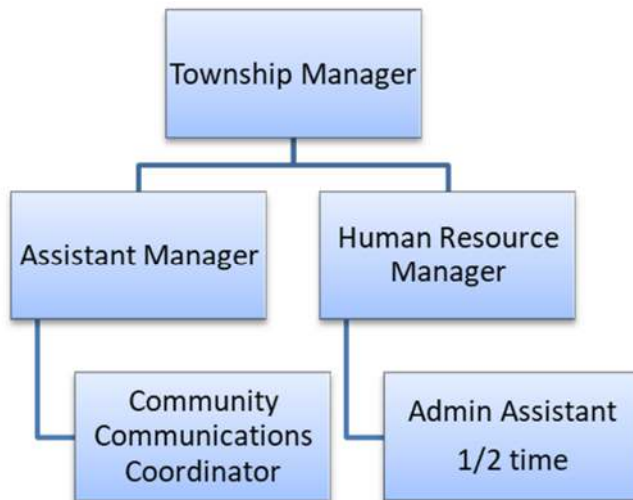 Township Manager
Assistant Manager
Human Resource
Manager
Community
Communications
Coordinator
Admin Assistant
1/2 time